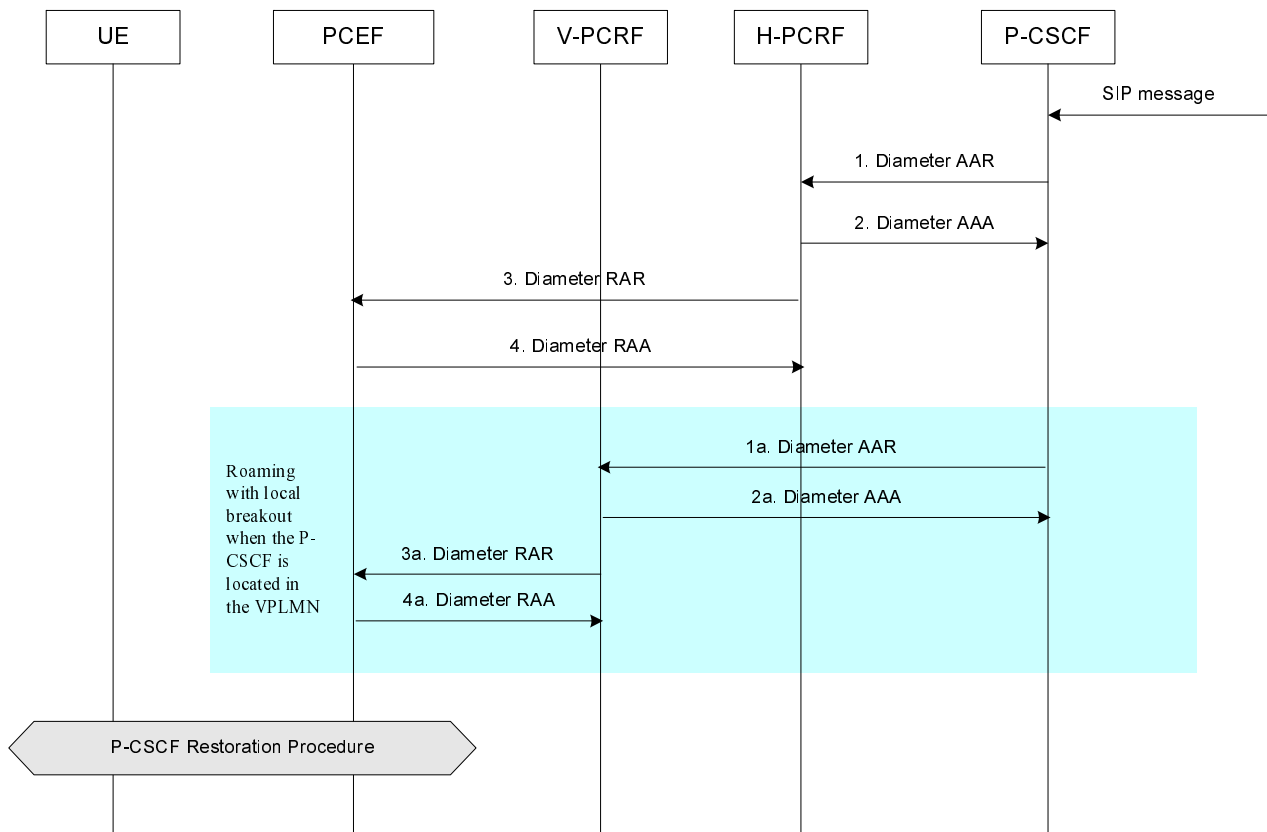 UE
PCEF
V-PCRF
H-PCRF
P-CSCF
SIP message
1. Diameter AAR
2. Diameter AAA
3. Diameter RAR
4. Diameter RAA
1a. Diameter AAR
2a. Diameter AAA
3a. Diameter RAR
4a. Diameter RAA
Roaming
with local
breakout
when the P-
CSCF is
located in
the VPLMN
P-CSCF Restoration Procedure